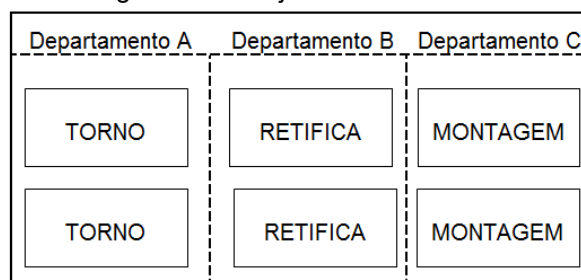 Departamento A Departamento B Departamento C
TORNO RETIFICA MONTAGEM
TORNO RETIFICA MONTAGEM